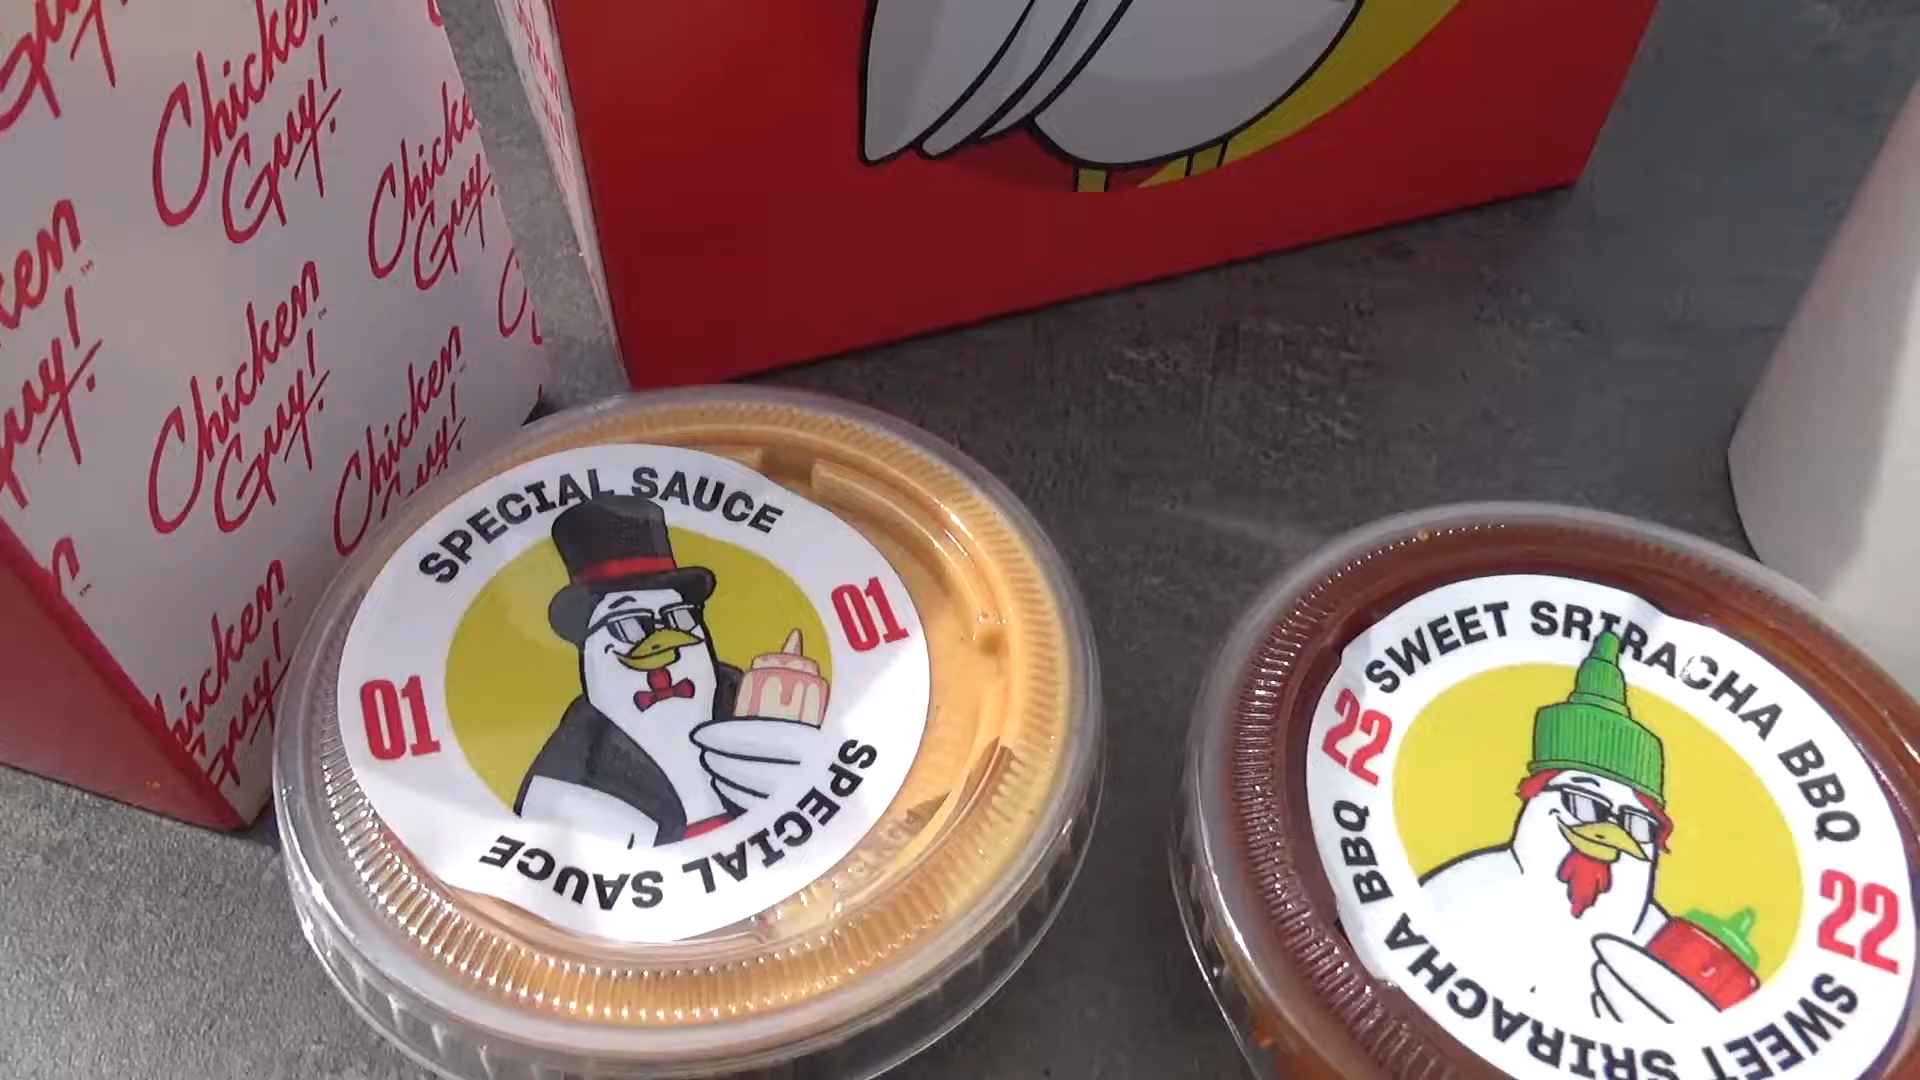 Chicken
Guy!
Chicken
Guy!
Chicken
Guy!
Chicken
Guy!
Chicken
Guy!
SPECIAL SAUCE
01
01
SPECIAL SAUCE
SWEET SRIRACHA BBQ
22
22
SWEET SRIRACHA BBQ